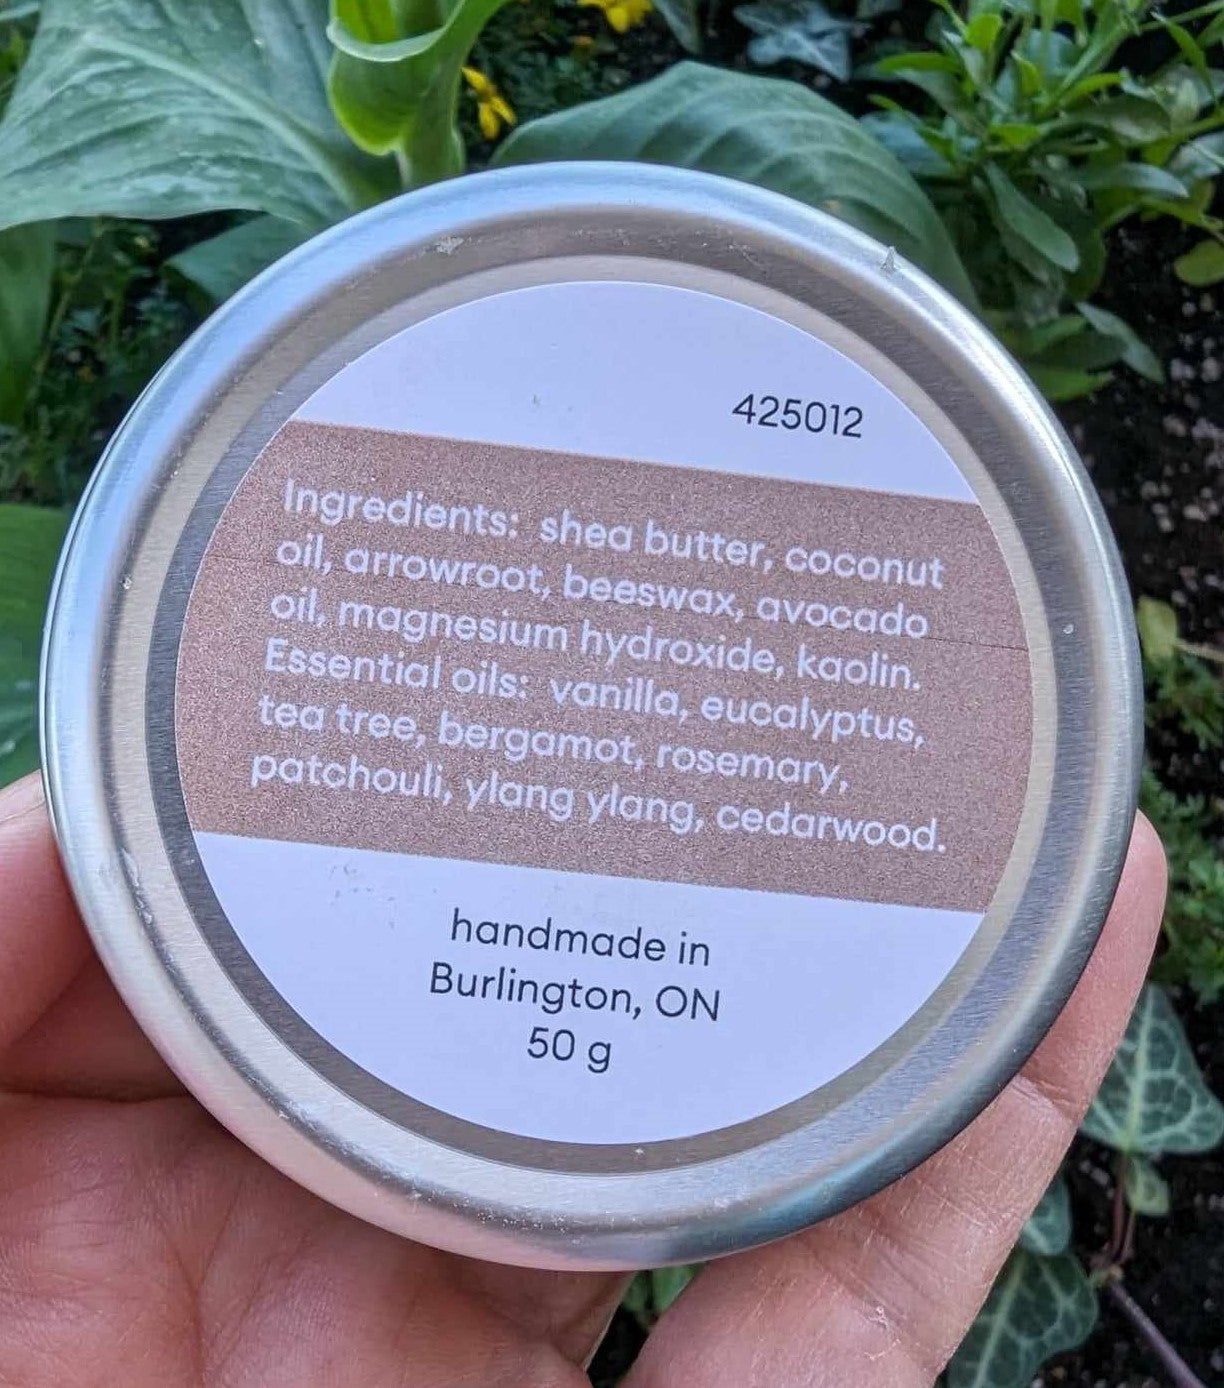 425012
Ingredients: shea butter, coconut
oil, arrowroot, beeswax, avocado
oil, magnesium hydroxide, kaolin.
Essential oils: vanilla, eucalyptus,
tea tree, bergamot, rosemary,
patchouli, ylang ylang, cedarwood.
handmade in
Burlington, ON
50 g